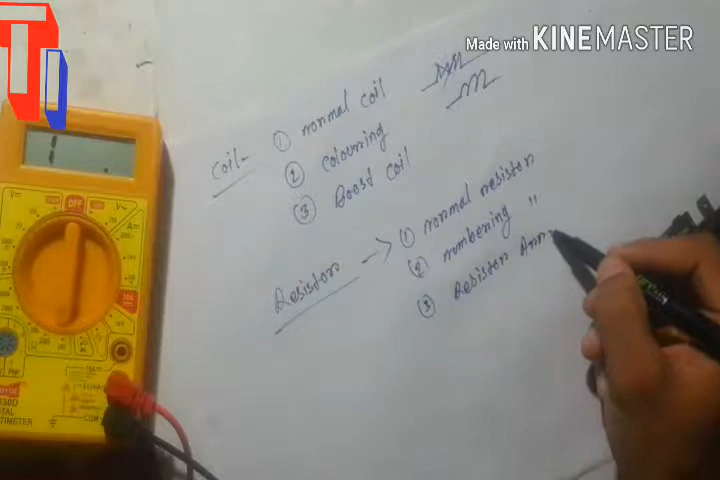 Made with KINEMASTER
Coil- ① normal coil
② colouring
③ Boost coil
Resistor → ① normal resistor
② numbering "
③ Resistor Arr
OFF
COM